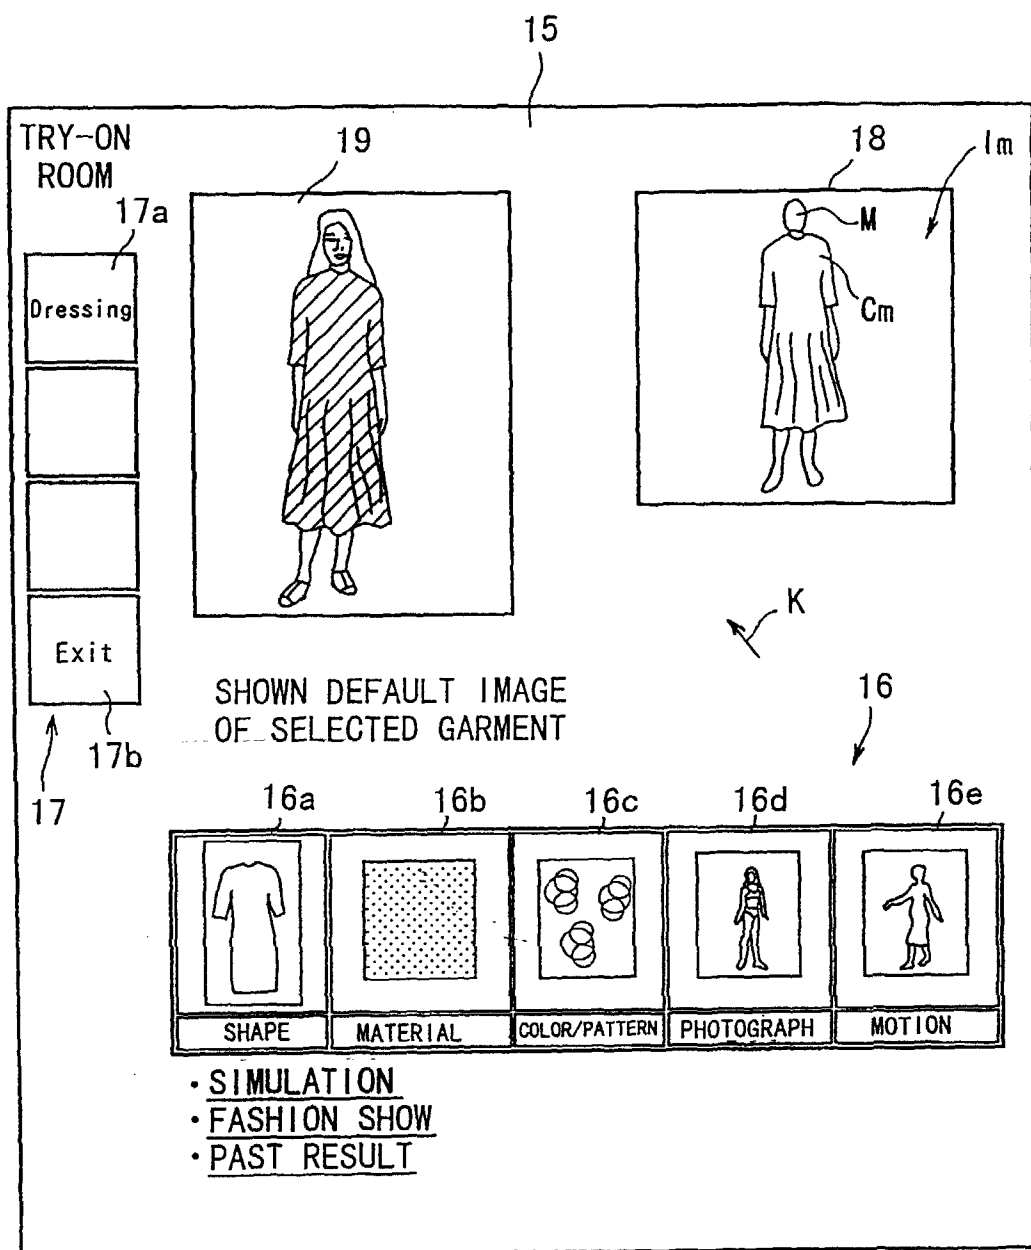 15
TRY-ON
ROOM
19
18
Im
17a
M
Dressing
Cm
K
Exit
SHOWN DEFAULT IMAGE
OF SELECTED GARMENT
16
17b
17
16a
16b
16c
16d
16e
SHAPE
MATERIAL
COLOR/PATTERN
PHOTOGRAPH
MOTION
・SIMULATION
・FASHION SHOW
・PAST RESULT